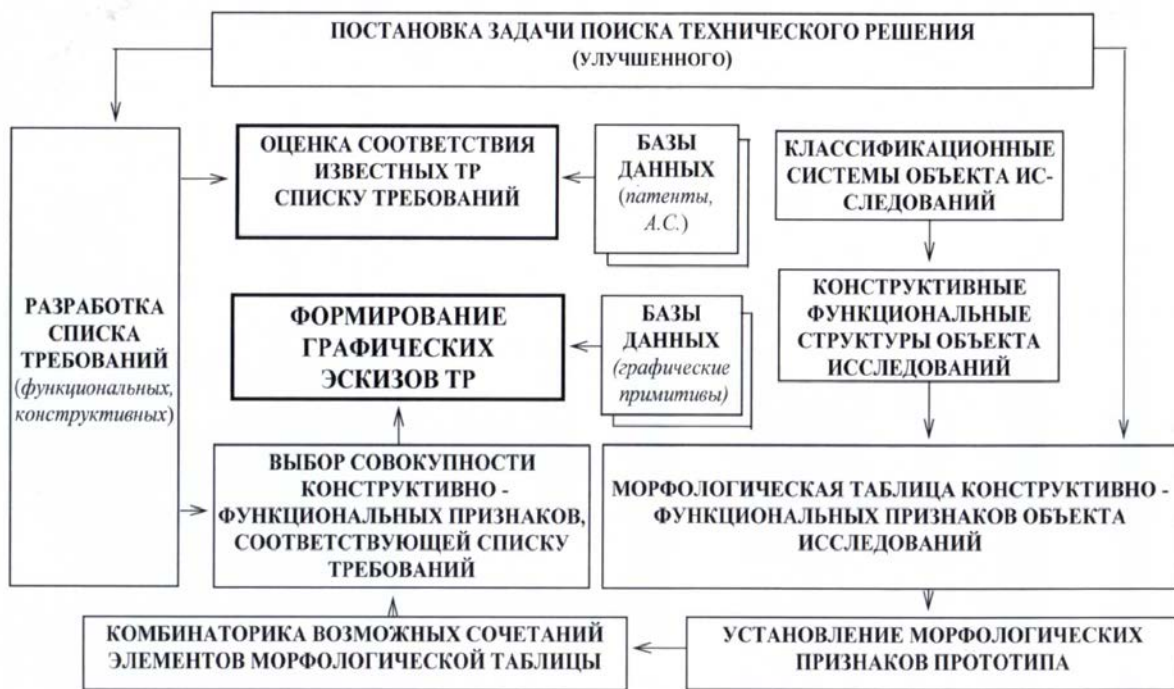 ПОСТАНОВКА ЗАДАЧИ ПОИСКА ТЕХНИЧЕСКОГО РЕШЕНИЯ
(УЛУЧШЕННОГО)
РАЗРАБОТКА
СПИСКА
ТРЕБОВАНИЙ
(функциональных,
конструктивных)
ОЦЕНКА СООТВЕТСТВИЯ
ИЗВЕСТНЫХ ТР
СПИСКУ ТРЕБОВАНИЙ
БАЗЫ
ДАННЫХ
(патенты,
А.С.)
КЛАССИФИКАЦИОННЫЕ
СИСТЕМЫ ОБЪЕКТА ИС-
СЛЕДОВАНИЙ
ФОРМИРОВАНИЕ
ГРАФИЧЕСКИХ
ЭСКИЗОВ ТР
БАЗЫ
ДАННЫХ
(графические
примитивы)
КОНСТРУКТИВНЫЕ
ФУНКЦИОНАЛЬНЫЕ
СТРУКТУРЫ ОБЪЕКТА
ИССЛЕДОВАНИЙ
ВЫБОР СОВОКУПНОСТИ
КОНСТРУКТИВНО -
ФУНКЦИОНАЛЬНЫХ ПРИЗНАКОВ,
СООТВЕТСТВУЮЩЕЙ СПИСКУ
ТРЕБОВАНИЙ
МОРФОЛОГИЧЕСКАЯ ТАБЛИЦА КОНСТРУКТИВНО -
ФУНКЦИОНАЛЬНЫХ ПРИЗНАКОВ ОБЪЕКТА
ИССЛЕДОВАНИЙ
КОМБИНАТОРИКА ВОЗМОЖНЫХ СОЧЕТАНИЙ
ЭЛЕМЕНТОВ МОРФОЛОГИЧЕСКОЙ ТАБЛИЦЫ
УСТАНОВЛЕНИЕ МОРФОЛОГИЧЕСКИХ
ПРИЗНАКОВ ПРОТОТИПА